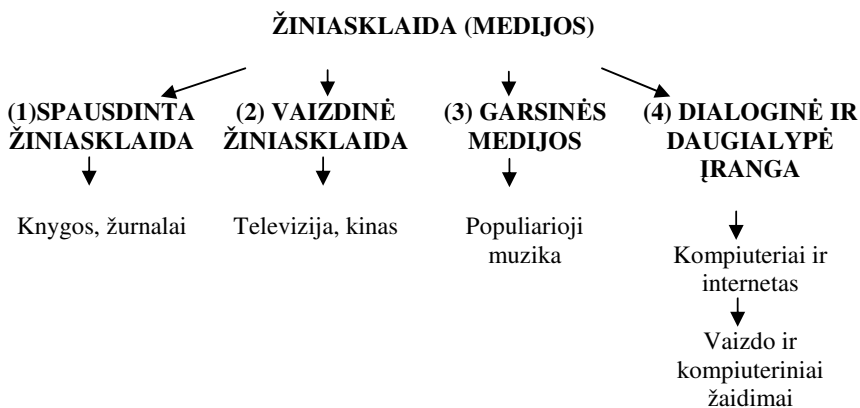 ŽINIASKLAIDA (MEDIJOS)
(1)SPAUSDINTA
ŽINIASKLAIDA
Knygos, žurnalai
(2) VAIZDINĖ
ŽINIASKLAIDA
Televizija, kinas
(3) GARSINĖS
MEDIJOS
Populiarioji
muzika
(4) DIALOGINĖ IR
DAUGIALYPĖ
ĮRANGA
Kompiuteriai ir
internetas
Vaizdo ir
kompiuteriniai
žaidimai